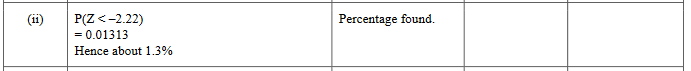 (ii) P(Z < –2.22) Percentage found.
= 0.01313
Hence about 1.3%